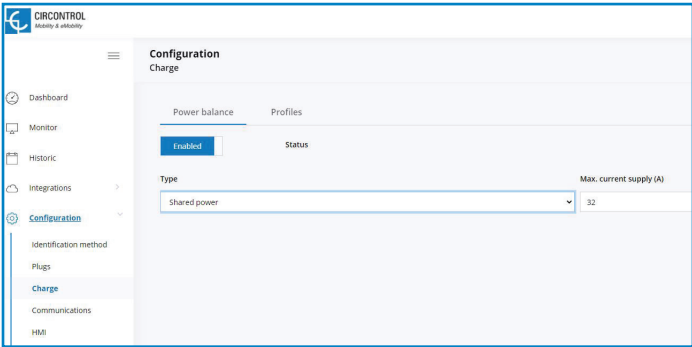 CIRCONTROL
Mobility & eMobility
Configuration
Charge
Dashboard
Monitor
Historic
Integrations
Configuration
Identification method
Plugs
Charge
Communications
HMI
Power balance
Profiles
Enabled
Status
Type
Max. current supply (A)
Shared power
32